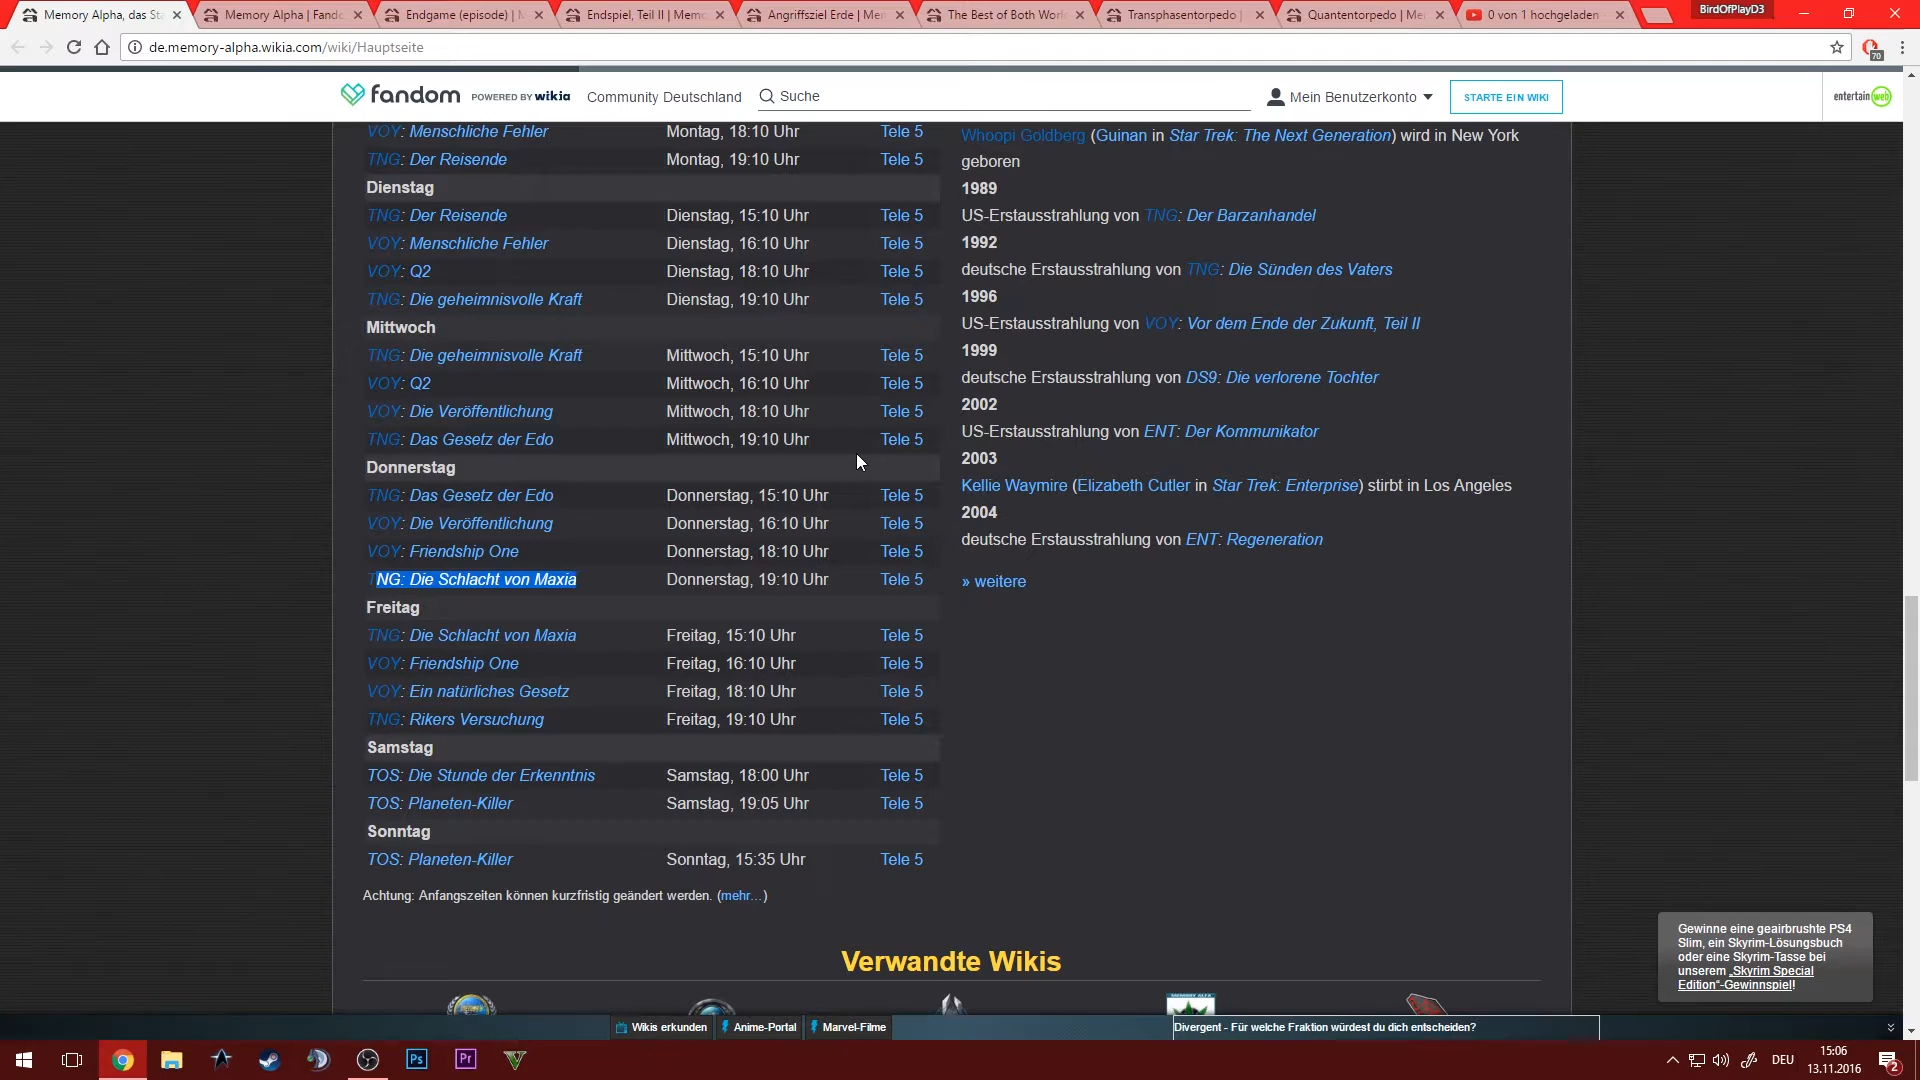 Memory Alpha, das Sta
Memory Alpha | Fando
Endgame (episode) | M
Endspiel, Teil II | Memo
Angriffsziel Erde | Mem
The Best of Both Worl
Transphasentorpedo |
Quantentorpedo | Me
0 von 1 hochgeladen
BirdOfPlayD3
de.memory-alpha.wikia.com/wiki/Hauptseite
70
fandom POWERED BY wikia
Community Deutschland
Suche
Mein Benutzerkonto
STARTE EIN WIKI
entertain web
VOY: Menschliche Fehler Montag, 18:10 Uhr Tele 5
TNG: Der Reisende Montag, 19:10 Uhr Tele 5
Dienstag
TNG: Der Reisende Dienstag, 15:10 Uhr Tele 5
VOY: Menschliche Fehler Dienstag, 16:10 Uhr Tele 5
VOY: Q2 Dienstag, 18:10 Uhr Tele 5
TNG: Die geheimnisvolle Kraft Dienstag, 19:10 Uhr Tele 5
Mittwoch
TNG: Die geheimnisvolle Kraft Mittwoch, 15:10 Uhr Tele 5
VOY: Q2 Mittwoch, 16:10 Uhr Tele 5
VOY: Die Veröffentlichung Mittwoch, 18:10 Uhr Tele 5
TNG: Das Gesetz der Edo Mittwoch, 19:10 Uhr Tele 5
Donnerstag
TNG: Das Gesetz der Edo Donnerstag, 15:10 Uhr Tele 5
VOY: Die Veröffentlichung Donnerstag, 16:10 Uhr Tele 5
VOY: Friendship One Donnerstag, 18:10 Uhr Tele 5
TNG: Die Schlacht von Maxia Donnerstag, 19:10 Uhr Tele 5
Freitag
TNG: Die Schlacht von Maxia Freitag, 15:10 Uhr Tele 5
VOY: Friendship One Freitag, 16:10 Uhr Tele 5
VOY: Ein natürliches Gesetz Freitag, 18:10 Uhr Tele 5
TNG: Rikers Versuchung Freitag, 19:10 Uhr Tele 5
Samstag
TOS: Die Stunde der Erkenntnis Samstag, 18:00 Uhr Tele 5
TOS: Planeten-Killer Samstag, 19:05 Uhr Tele 5
Sonntag
TOS: Planeten-Killer Sonntag, 15:35 Uhr Tele 5
Achtung: Anfangszeiten können kurzfristig geändert werden. (mehr…)
Whoopi Goldberg (Guinan in Star Trek: The Next Generation) wird in New York
geboren
1989
US-Erstausstrahlung von TNG: Der Barzanhandel
1992
deutsche Erstausstrahlung von TNG: Die Sünden des Vaters
1996
US-Erstausstrahlung von VOY: Vor dem Ende der Zukunft, Teil II
1999
deutsche Erstausstrahlung von DS9: Die verlorene Tochter
2002
US-Erstausstrahlung von ENT: Der Kommunikator
2003
Kellie Waymire (Elizabeth Cutler in Star Trek: Enterprise) stirbt in Los Angeles
2004
deutsche Erstausstrahlung von ENT: Regeneration
» weitere
Verwandte Wikis
Gewinne eine geairbrushte PS4
Slim, ein Skyrim-Lösungsbuch
oder eine Skyrim-Tasse bei
unserem „Skyrim Special
Edition“-Gewinnspiel!
Wikis erkunden
Anime-Portal
Marvel-Filme
Divergent - Für welche Fraktion würdest du dich entscheiden?
Ps
Pr
V
DEU
15:06
13.11.2016
2